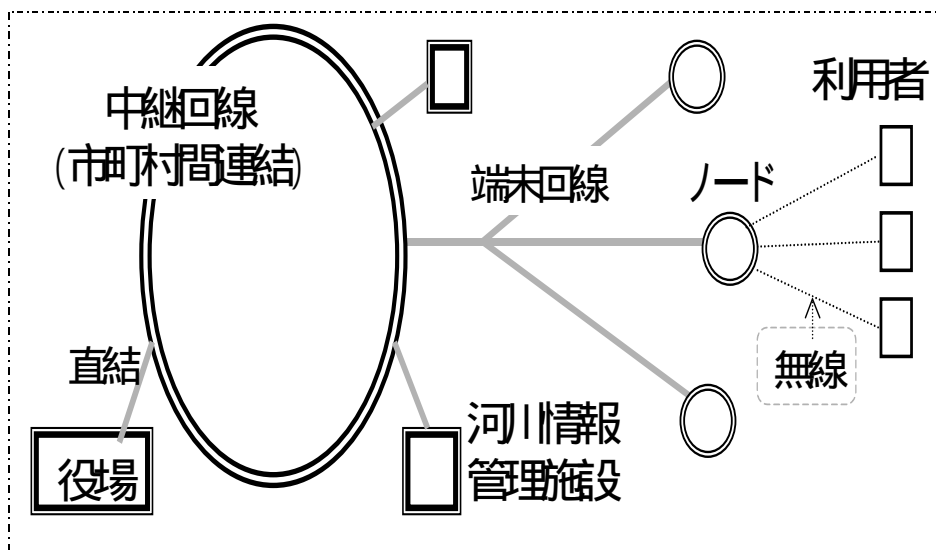 中継回線
(市町村間連結)
端末回線
ノード
利用者
直結
無線
役場
河川情報
管理施設